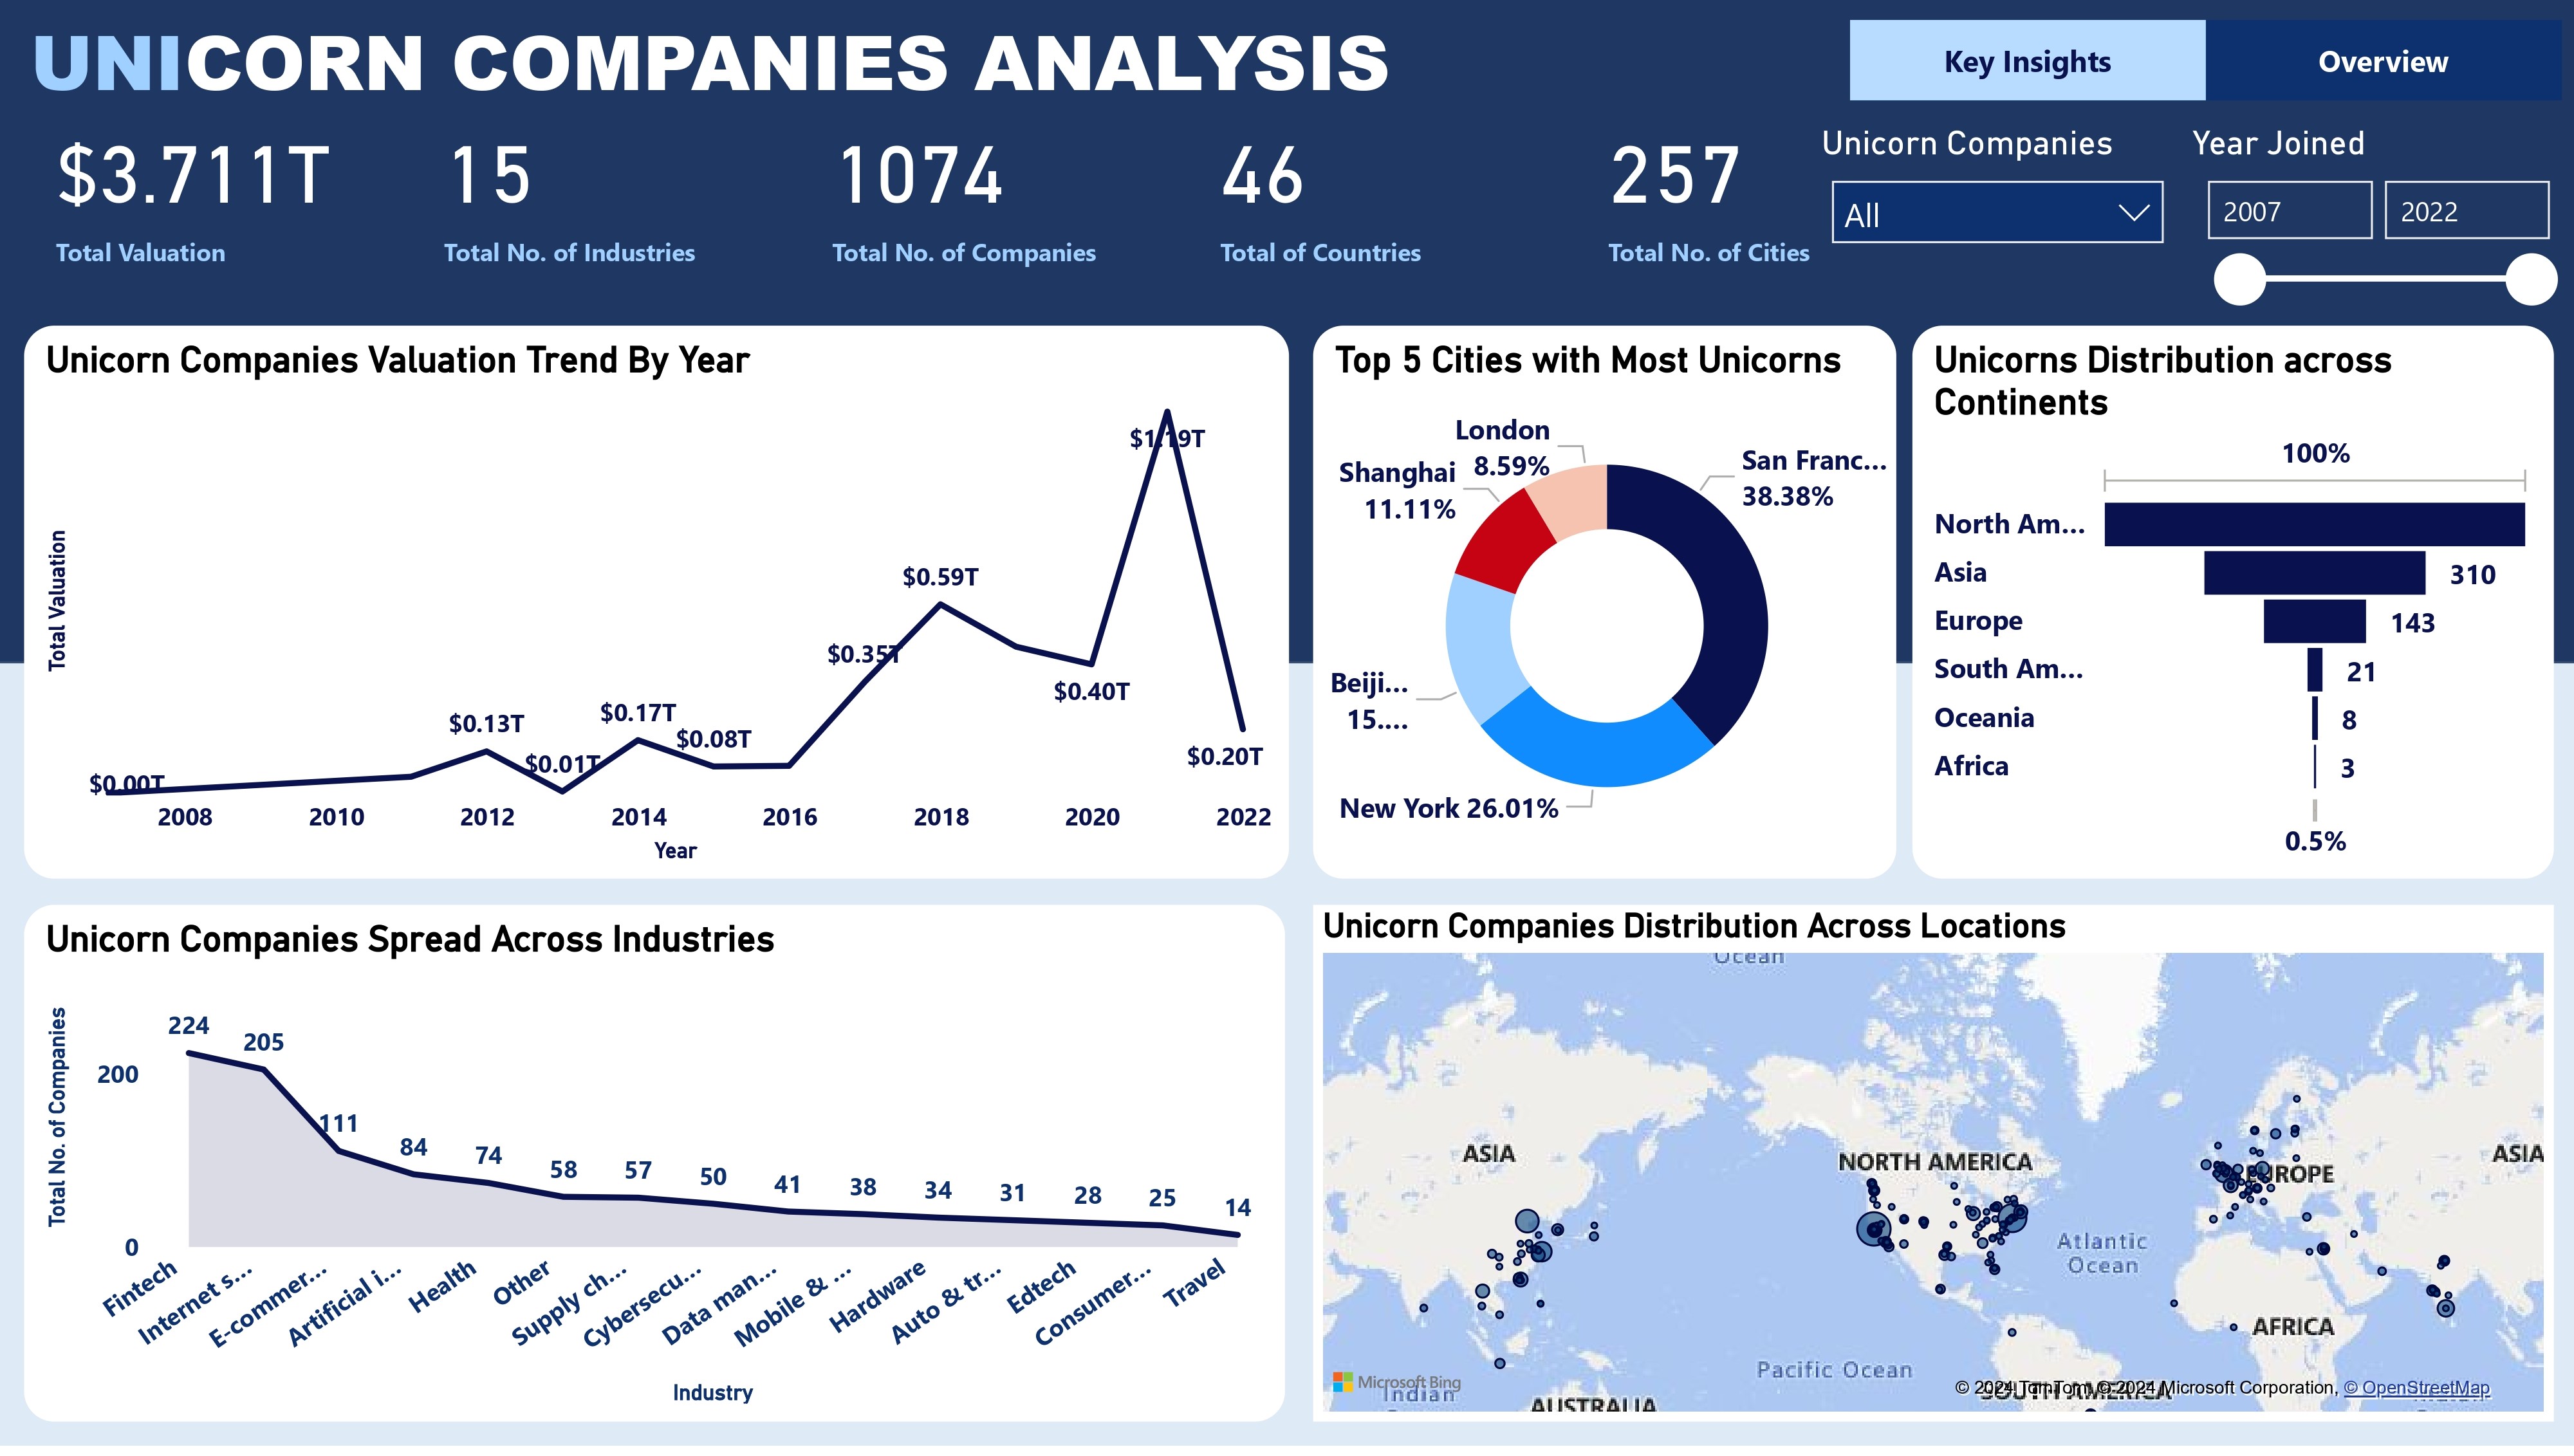 UNICORN COMPANIES ANALYSIS
Key Insights
Overview
$3.711T
Total Valuation
15
Total No. of Industries
1074
Total No. of Companies
46
Total of Countries
257
Total No. of Cities
Unicorn Companies
All
Year Joined
2007
2022
Unicorn Companies Valuation Trend By Year
Total Valuation
$0.00T
$0.13T
$0.01T
$0.17T
$0.08T
$0.35T
$0.59T
$0.40T
$1.19T
$0.20T
2008
2010
2012
2014
2016
2018
2020
2022
Year
Top 5 Cities with Most Unicorns
London
8.59%
Shanghai
11.11%
San Franc...
38.38%
Beiji...
15....
New York 26.01%
Unicorns Distribution across
Continents
100%
North Am...
Asia
310
Europe
143
South Am...
21
Oceania
8
Africa
3
0.5%
Unicorn Companies Spread Across Industries
Total No. of Companies
200
0
224
205
111
84
74
58
57
50
41
38
34
31
28
25
14
Fintech
Internet s...
E-commer...
Artificial i...
Health
Other
Supply ch...
Cybersecu...
Data man...
Mobile & ...
Hardware
Auto & tr...
Edtech
Consumer...
Travel
Industry
Unicorn Companies Distribution Across Locations
Ocean
ASIA
NORTH AMERICA
EUROPE
ASIA
Atlantic
Ocean
AFRICA
Pacific Ocean
Microsoft Bing
Indian
AUSTRALIA
SOUTH AMERICA
© 2024 TomTom, © 2024 Microsoft Corporation, © OpenStreetMap